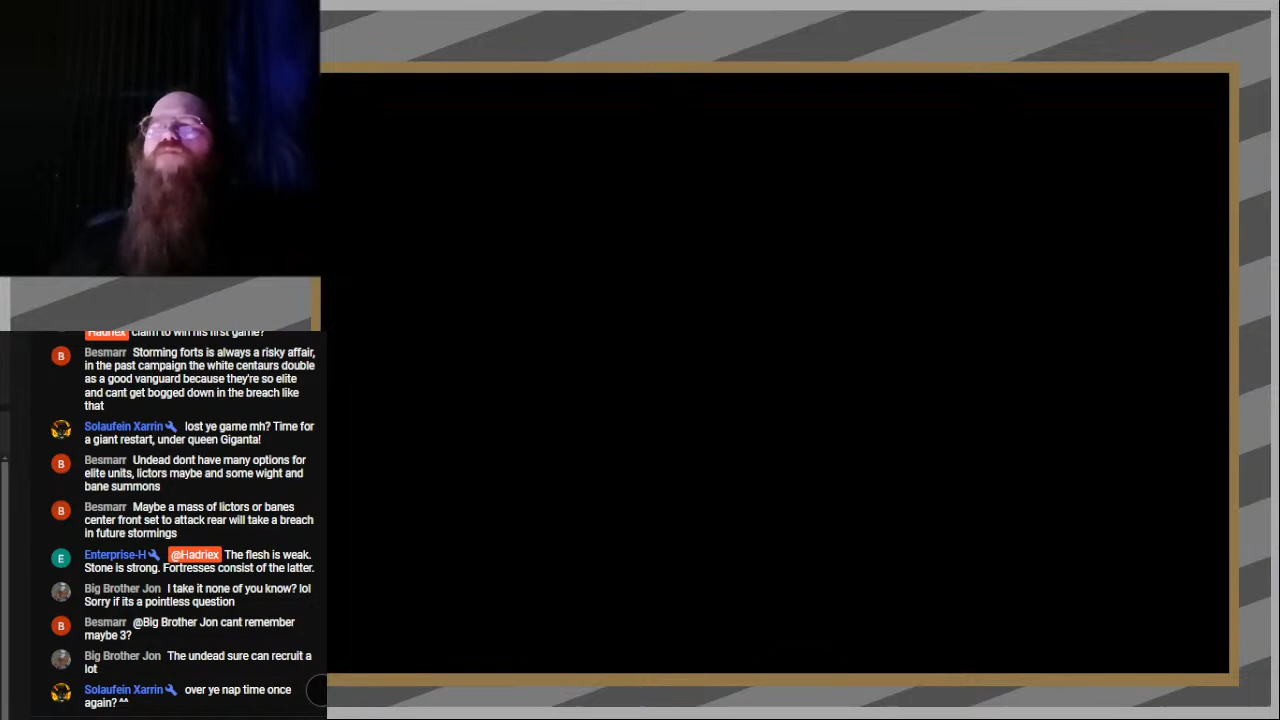 Hadriex claim to win his first game?
B Besmarr Storming forts is always a risky affair,
in the past campaign the white centaurs double
as a good vanguard because they're so elite
and cant get bogged down in the breach like
that
Solaufein Xarrin lost ye game mh? Time for
a giant restart, under queen Giganta!
B Besmarr Undead dont have many options for
elite units, lictors maybe and some wight and
bane summons
B Besmarr Maybe a mass of lictors or banes
center front set to attack rear will take a breach
in future stormings
E Enterprise-H @Hadriex The flesh is weak.
Stone is strong. Fortresses consist of the latter.
Big Brother Jon I take it none of you know? lol
Sorry if its a pointless question
B Besmarr @Big Brother Jon cant remember
maybe 3?
Big Brother Jon The undead sure can recruit a
lot
Solaufein Xarrin over ye nap time once
again? ^^